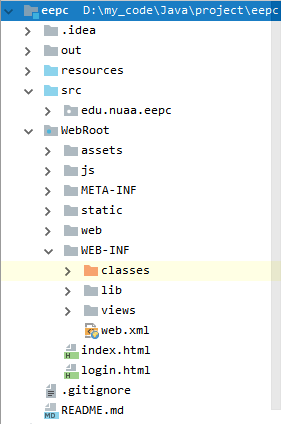 eepc D:\my_code\Java\project\eepc
.idea
out
resources
src
edu.nuaa.eepc
WebRoot
assets
js
META-INF
static
web
WEB-INF
classes
lib
views
web.xml
index.html
login.html
.gitignore
README.md